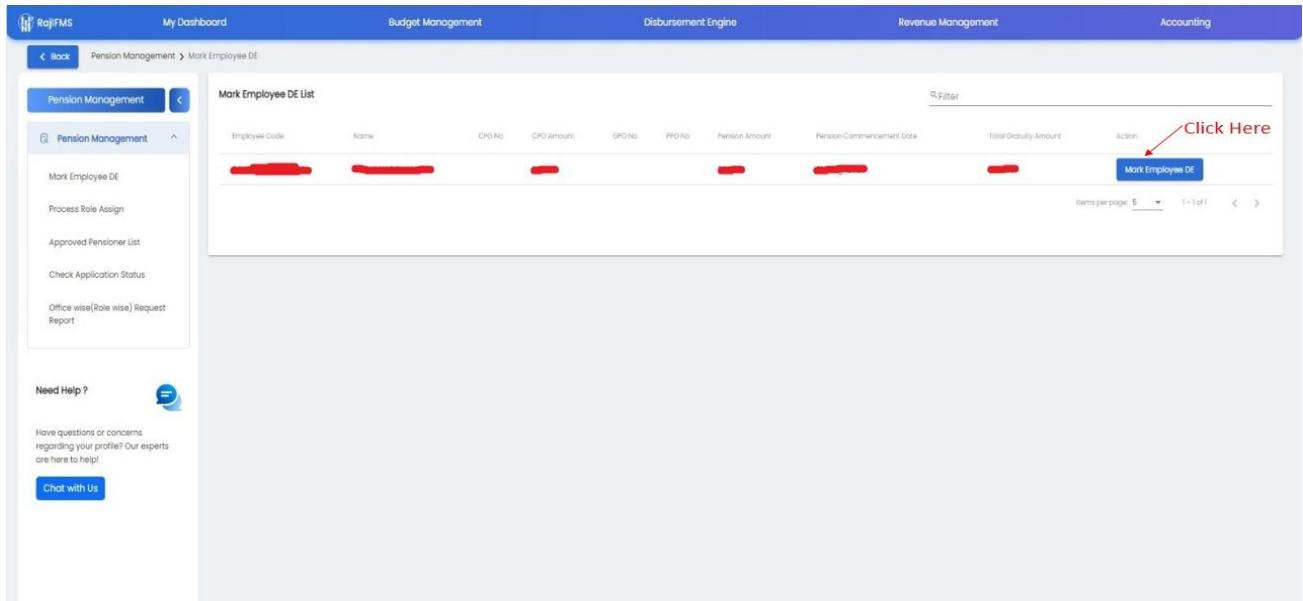 RajIFMS My Dashboard Budget Management Disbursement Engine Revenue Management Accounting
< Back Pension Management > Mark Employee DE
Pension Management <
Pension Management
Mark Employee DE
Process Role Assign
Approved Pensioner List
Check Application Status
Office wise(Role wise) Request
Report
Need Help ?
Have questions or concerns
regarding your profile? Our experts
are here to help!
Chat with Us
Mark Employee DE List
Filter
Employee Code Name CPO No CPO Amount GPO No PPO No Pension Amount Pension Commencement Date Total Gratuity Amount Action
Click Here
Mark Employee DE
Items per page: 5 1 – 1 of 1 < >